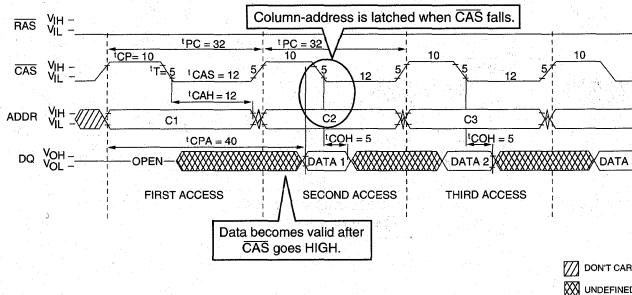 Column-address is latched when CAS falls.
RAS VIH
VIL
tPC = 32 tPC = 32
tCP= 10 10 10 10
CAS VIH
VIL
tT= 5 tCAS = 12 5 5 12 5 5 12 5
tCAH = 12
ADDR VIH
VIL
C1 C2 C3
tCPA = 40 tCOH = 5 tCOH = 5
DQ VOH
VOL
OPEN DATA 1 DATA 2 DATA
FIRST ACCESS SECOND ACCESS THIRD ACCESS
Data becomes valid after
CAS goes HIGH.
DON'T CAR
UNDEFINED